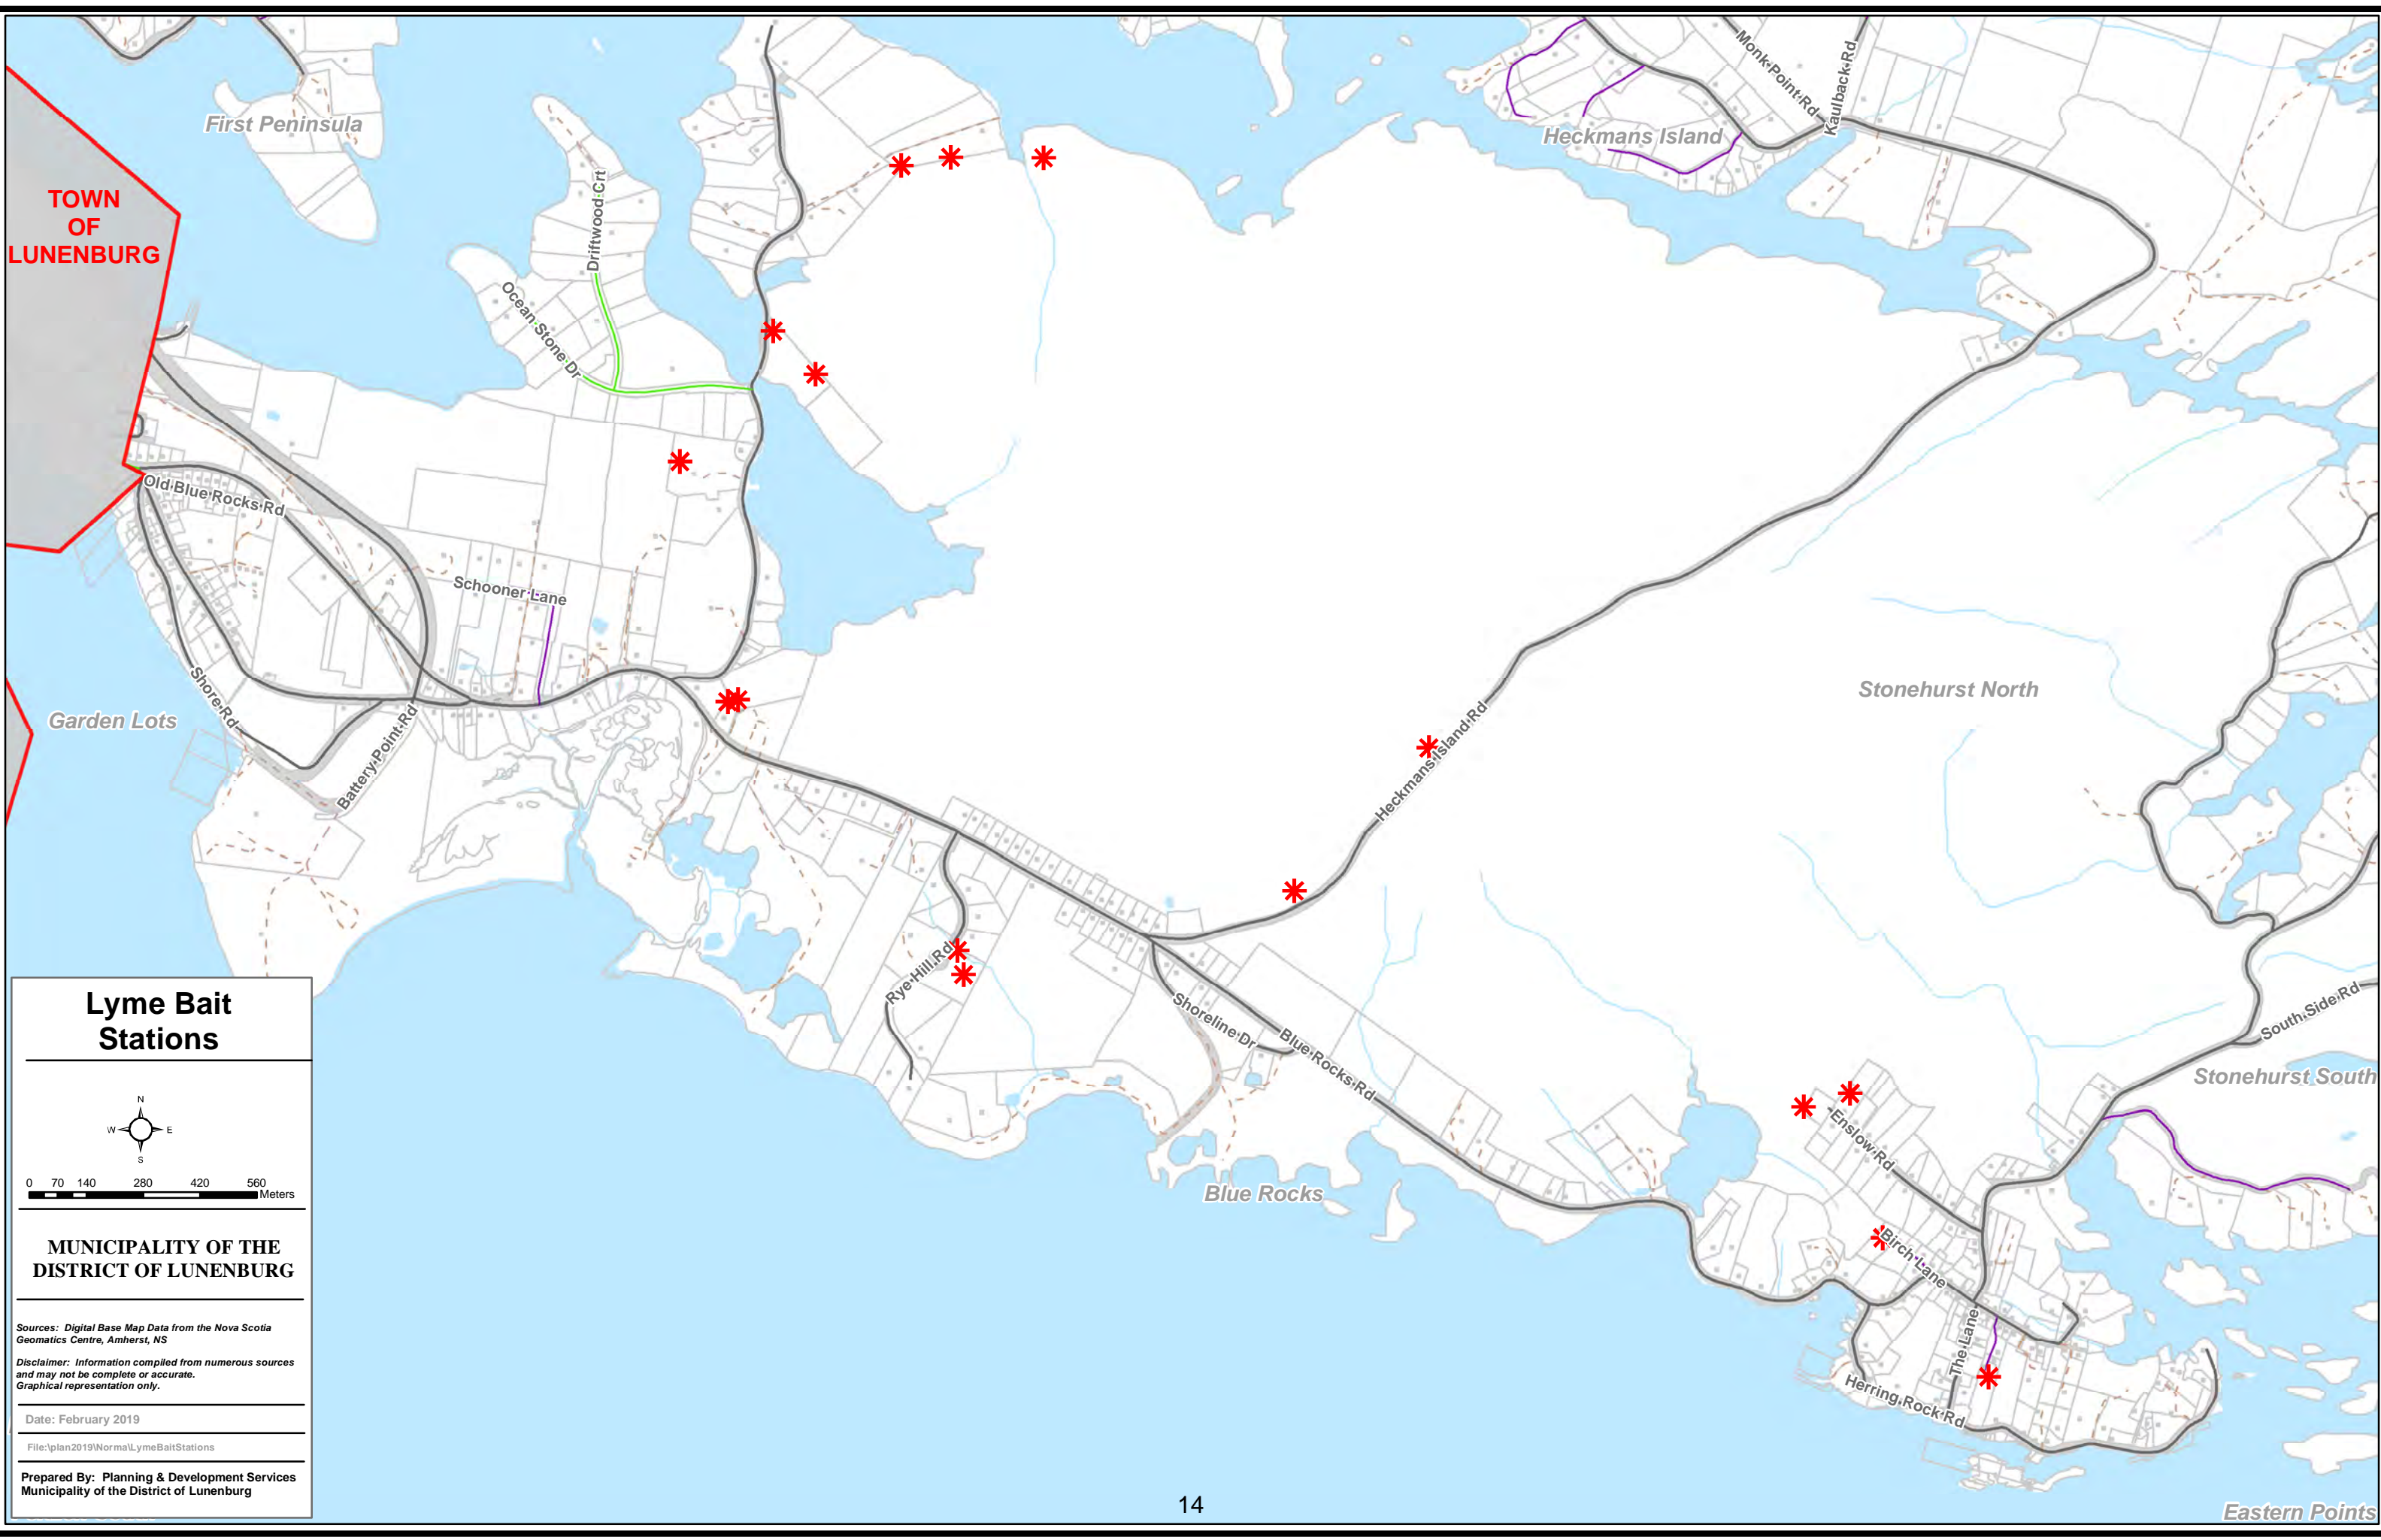 First Peninsula
TOWN
OF
LUNENBURG
Driftwood Crt
Ocean Stone Dr
Monk Point Rd
Kaulback Rd
Heckmans Island
Old Blue Rocks Rd
Schooner Lane
Shore Rd
Garden Lots
Battery Point Rd
Heckmans Island Rd
Stonehurst North
Rye Hill Rd
Shoreline Dr
Blue Rocks Rd
South Side Rd
Stonehurst South
Enslow Rd
Blue Rocks
Birch Lane
The Lane
Herring Rock Rd
Eastern Points
Lyme Bait
Stations
N
W E
S
0 70 140 280 420 560
Meters
MUNICIPALITY OF THE
DISTRICT OF LUNENBURG
Sources: Digital Base Map Data from the Nova Scotia
Geomatics Centre, Amherst, NS
Disclaimer: Information compiled from numerous sources
and may not be complete or accurate.
Graphical representation only.
Date: February 2019
File:\plan2019\Norma\LymeBaitStations
Prepared By: Planning & Development Services
Municipality of the District of Lunenburg
14